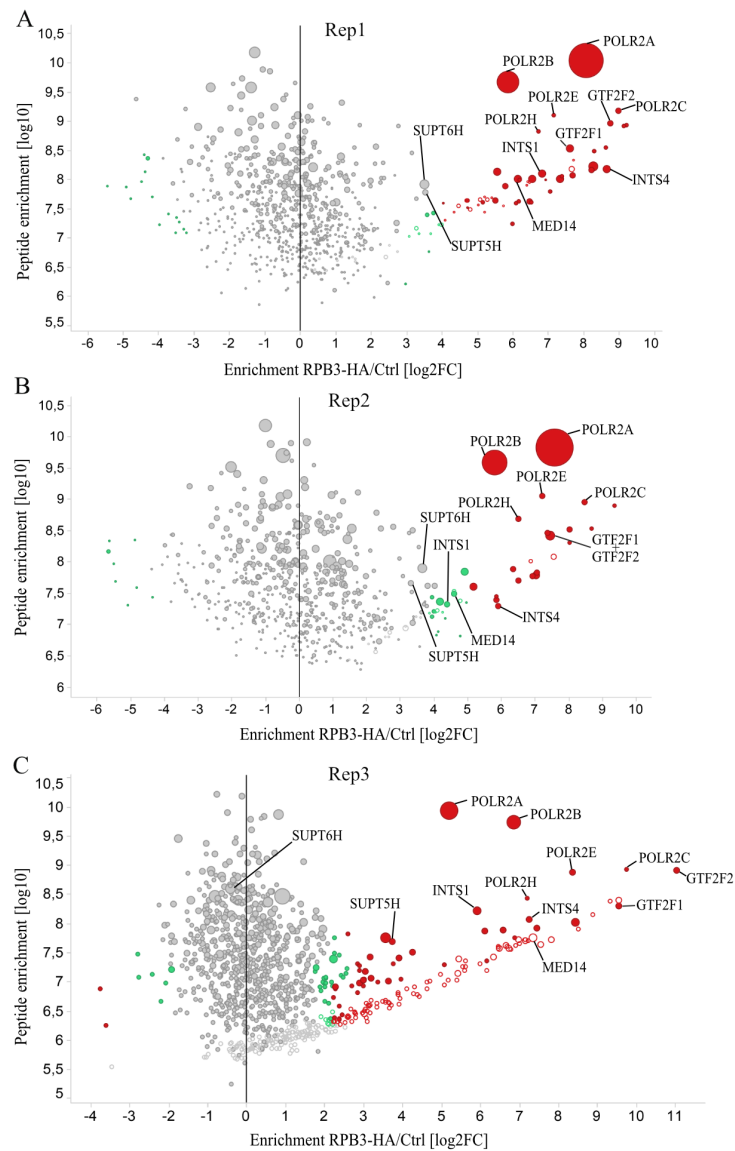 A
Rep1
10,5
10
9,5
9
8,5
8
7,5
7
6,5
6
5,5
Peptide enrichment [log10]
POLR2A
POLR2B
POLR2E
GTF2F2
POLR2C
POLR2H
GTF2F1
SUPT6H
INTS1
INTS4
MED14
SUPT5H
-6 -5 -4 -3 -2 -1 0 1 2 3 4 5 6 7 8 9 10
Enrichment RPB3-HA/Ctrl [log2FC]
B
Rep2
10,5
10
9,5
9
8,5
8
7,5
7
6,5
6
Peptide enrichment [log10]
POLR2A
POLR2B
POLR2E
POLR2C
POLR2H
SUPT6H
INTS1
GTF2F1
GTF2F2
INTS4
MED14
SUPT5H
-6 -5 -4 -3 -2 -1 0 1 2 3 4 5 6 7 8 9 10
Enrichment RPB3-HA/Ctrl [log2FC]
C
Rep3
10
9,5
9
8,5
8
7,5
7
6,5
6
5,5
5
Peptide enrichment [log10]
POLR2A
POLR2B
SUPT6H
POLR2E
POLR2C
GTF2F2
POLR2H
INTS1
SUPT5H
INTS4
GTF2F1
MED14
-4 -3 -2 -1 0 1 2 3 4 5 6 7 8 9 10 11
Enrichment RPB3-HA/Ctrl [log2FC]